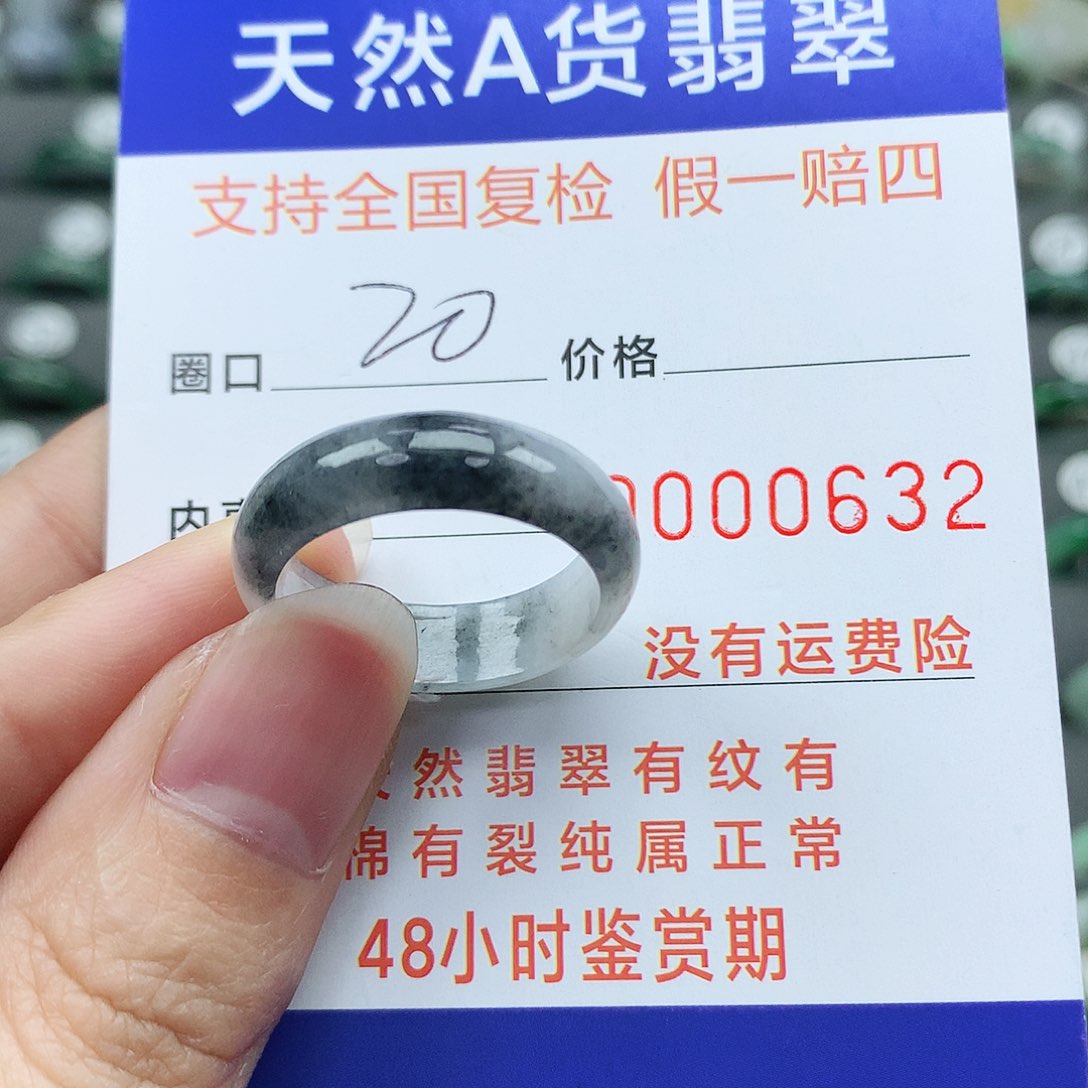 天然A货翡翠
支持全国复检 假一赔四
圈口 20 价格
内
0000632
没有运费险
然翡翠有纹有
棉有裂纯属正常
48小时鉴赏期